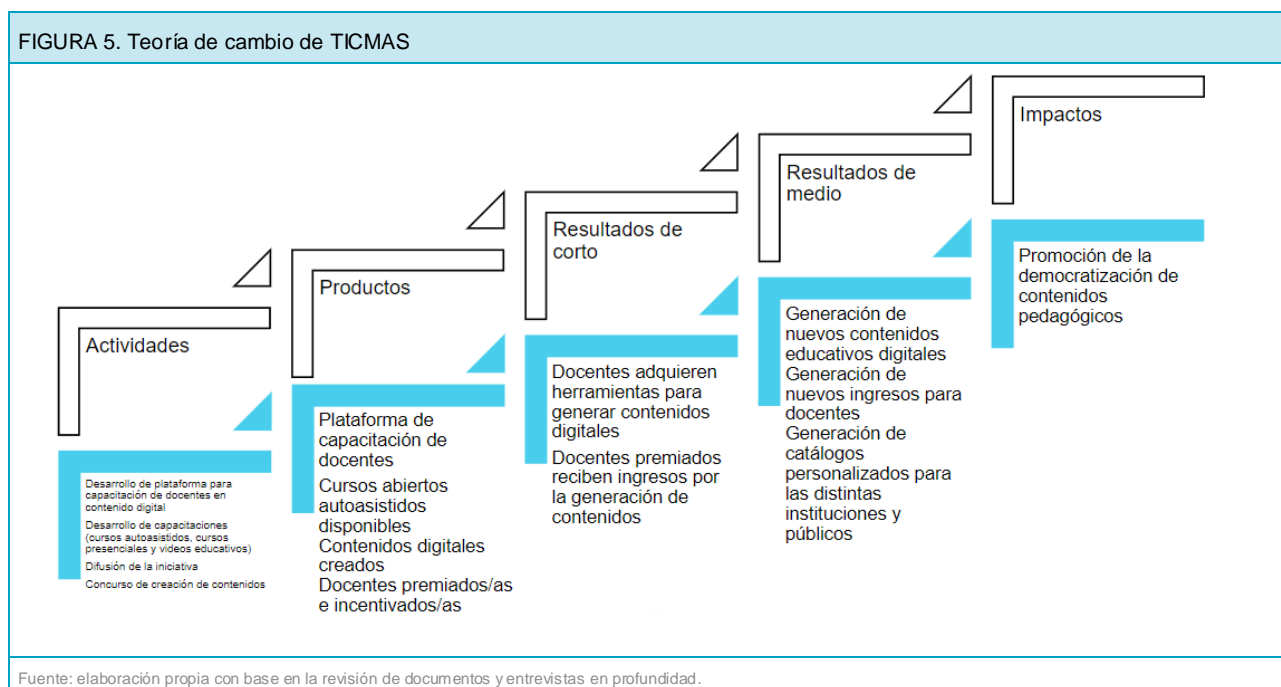 FIGURA 5. Teoría de cambio de TICMAS
Actividades
Desarrollo de plataforma para
capacitación de docentes en
contenido digital
Desarrollo de capacitaciones
(cursos autoasistidos, cursos
presenciales y videos educativos)
Difusión de la iniciativa
Concurso de creación de contenidos
Productos
Plataforma de
capacitación de
docentes
Cursos abiertos
autoasistidos
disponibles
Contenidos digitales
creados
Docentes premiados/as
e incentivados/as
Resultados de
corto
Docentes adquieren
herramientas para
generar contenidos
digitales
Docentes premiados
reciben ingresos por
la generación de
contenidos
Resultados de
medio
Generación de
nuevos contenidos
educativos digitales
Generación de
nuevos ingresos para
docentes
Generación de
catálogos
personalizados para
las distintas
instituciones y
públicos
Impactos
Promoción de la
democratización de
contenidos
pedagógicos
Fuente: elaboración propia con base en la revisión de documentos y entrevistas en profundidad.